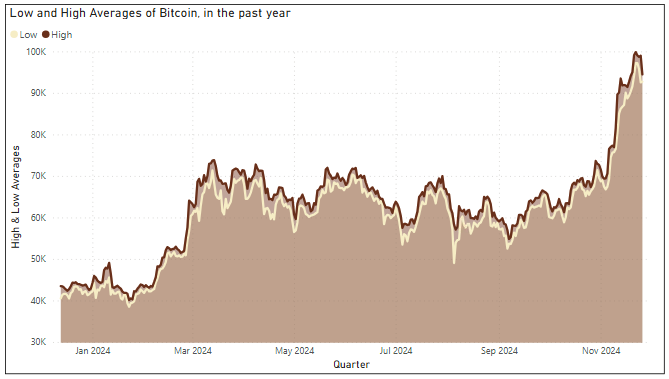 Low and High Averages of Bitcoin, in the past year
Low High
100K
90K
80K
70K
60K
50K
40K
30K
High & Low Averages
Jan 2024 Mar 2024 May 2024 Jul 2024 Sep 2024 Nov 2024
Quarter